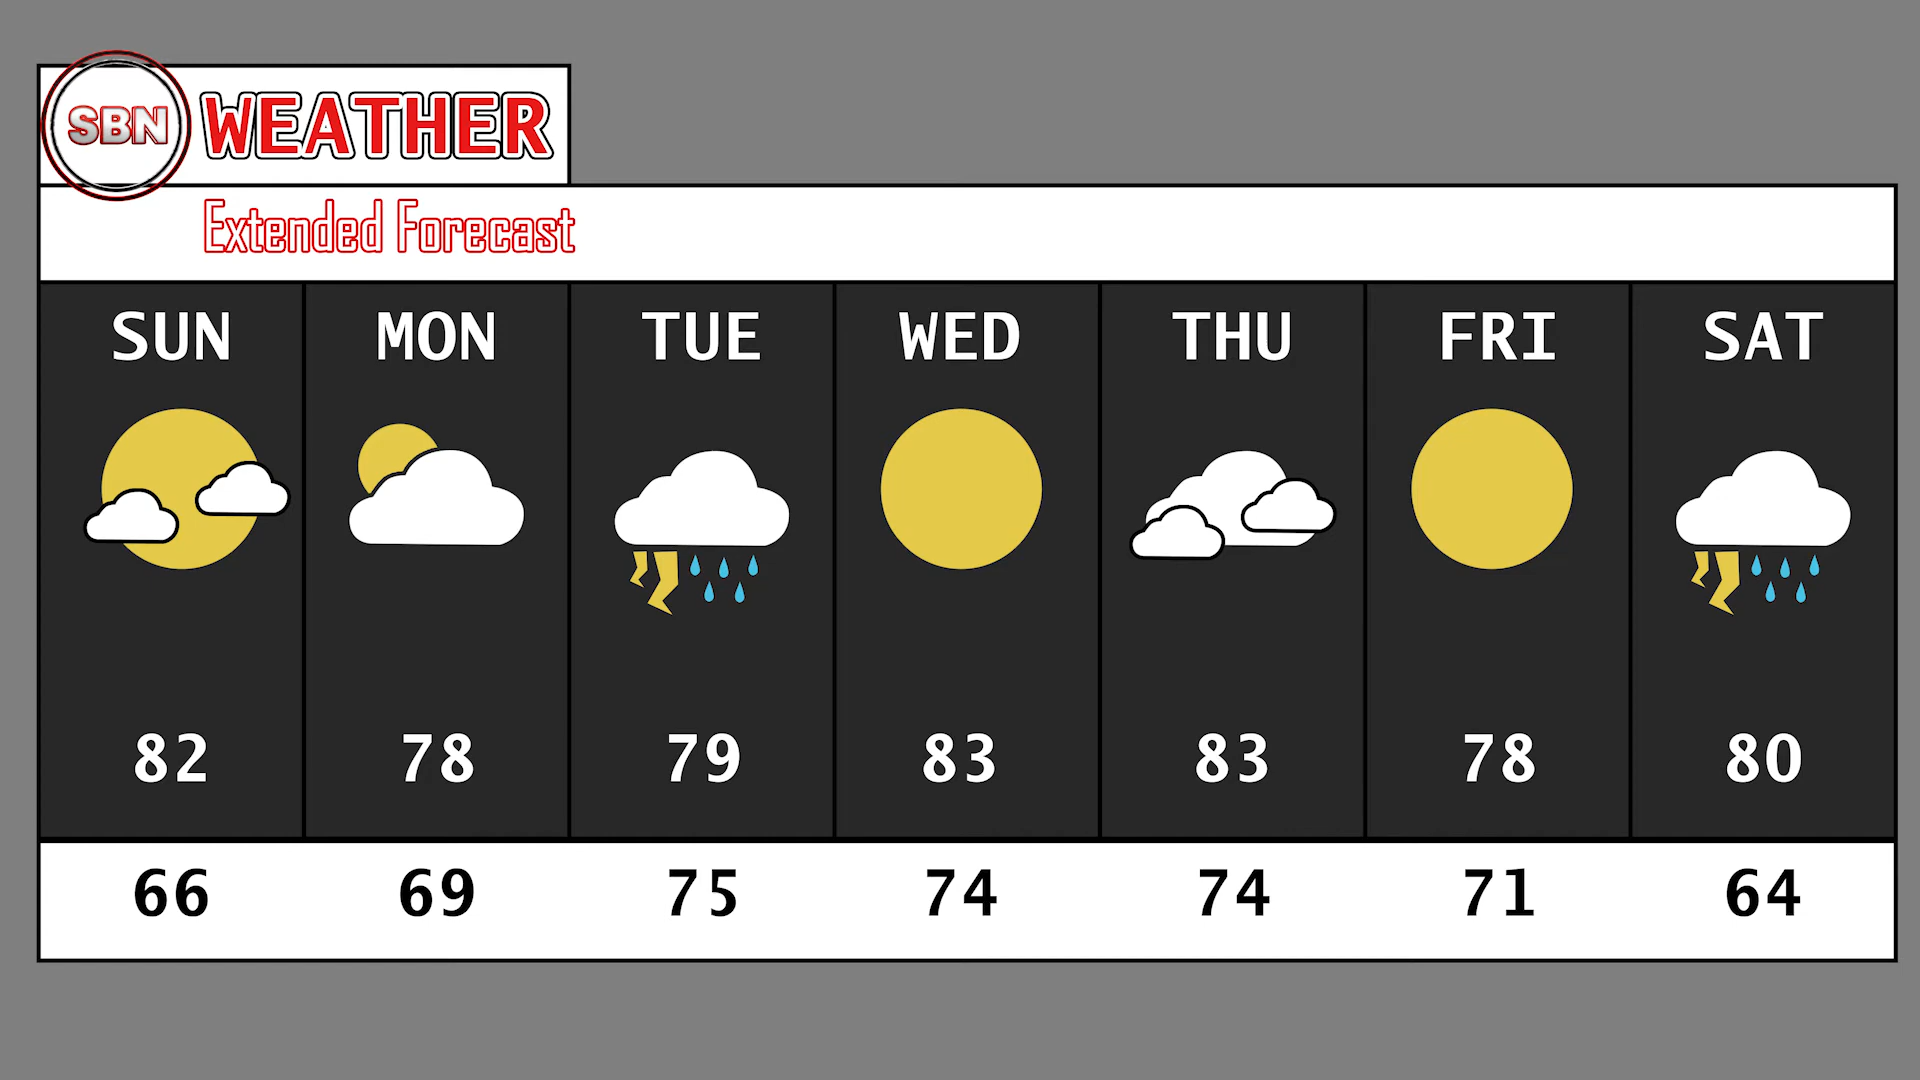 SBN WEATHER
Extended Forecast
SUN MON TUE WED THU FRI SAT
82 78 79 83 83 78 80
66 69 75 74 74 71 64